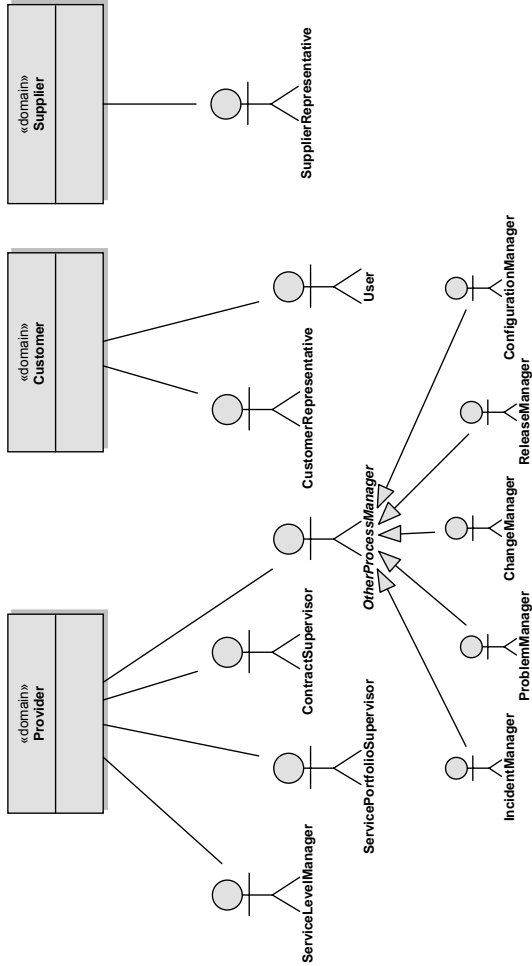 «domain»
Provider
«domain»
Customer
«domain»
Supplier
ServiceLevelManager
ServicePortfolioSupervisor
ContractSupervisor
OtherProcessManager
CustomerRepresentative
User
SupplierRepresentative
IncidentManager
ProblemManager
ChangeManager
ReleaseManager
ConfigurationManager